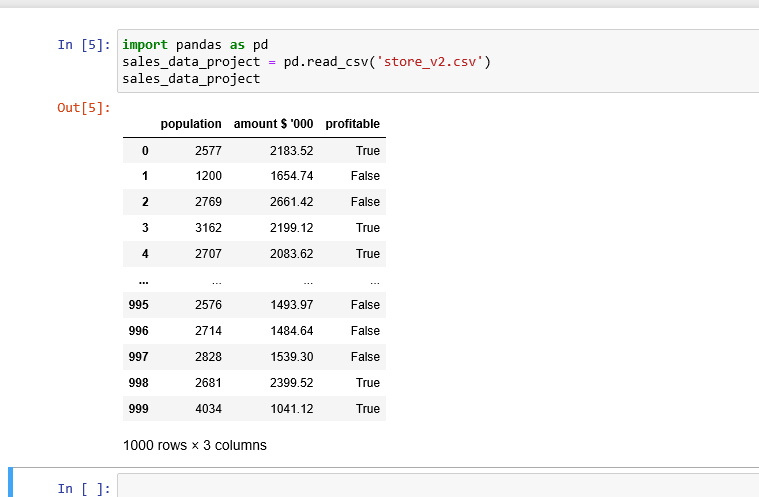 In [5]: import pandas as pd
sales_data_project = pd.read_csv('store_v2.csv')
sales_data_project
Out[5]:
population amount $ '000 profitable
0 2577 2183.52 True
1 1200 1654.74 False
2 2769 2661.42 False
3 3162 2199.12 True
4 2707 2083.62 True
... ... ... ...
995 2576 1493.97 False
996 2714 1484.64 False
997 2828 1539.30 False
998 2681 2399.52 True
999 4034 1041.12 True
1000 rows × 3 columns
In [ ]: